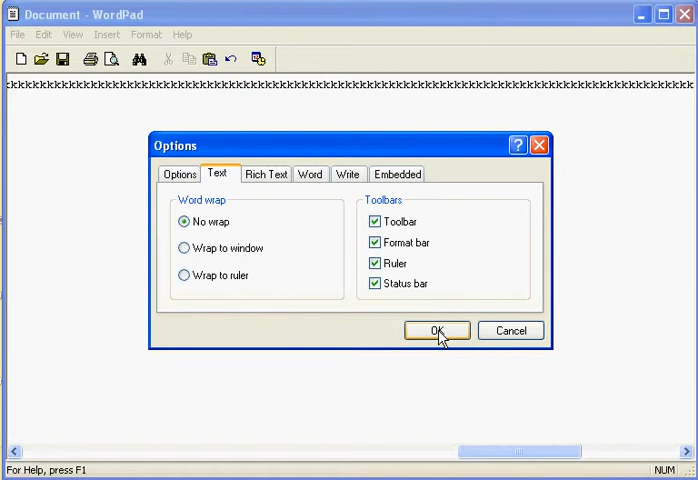 Document - WordPad
File Edit View Insert Format Help
Options
Options Text Rich Text Word Write Embedded
Word wrap Toolbars
No wrap Toolbar
Wrap to window Format bar
Ruler
Wrap to ruler Status bar
OK Cancel
For Help, press F1 NUM